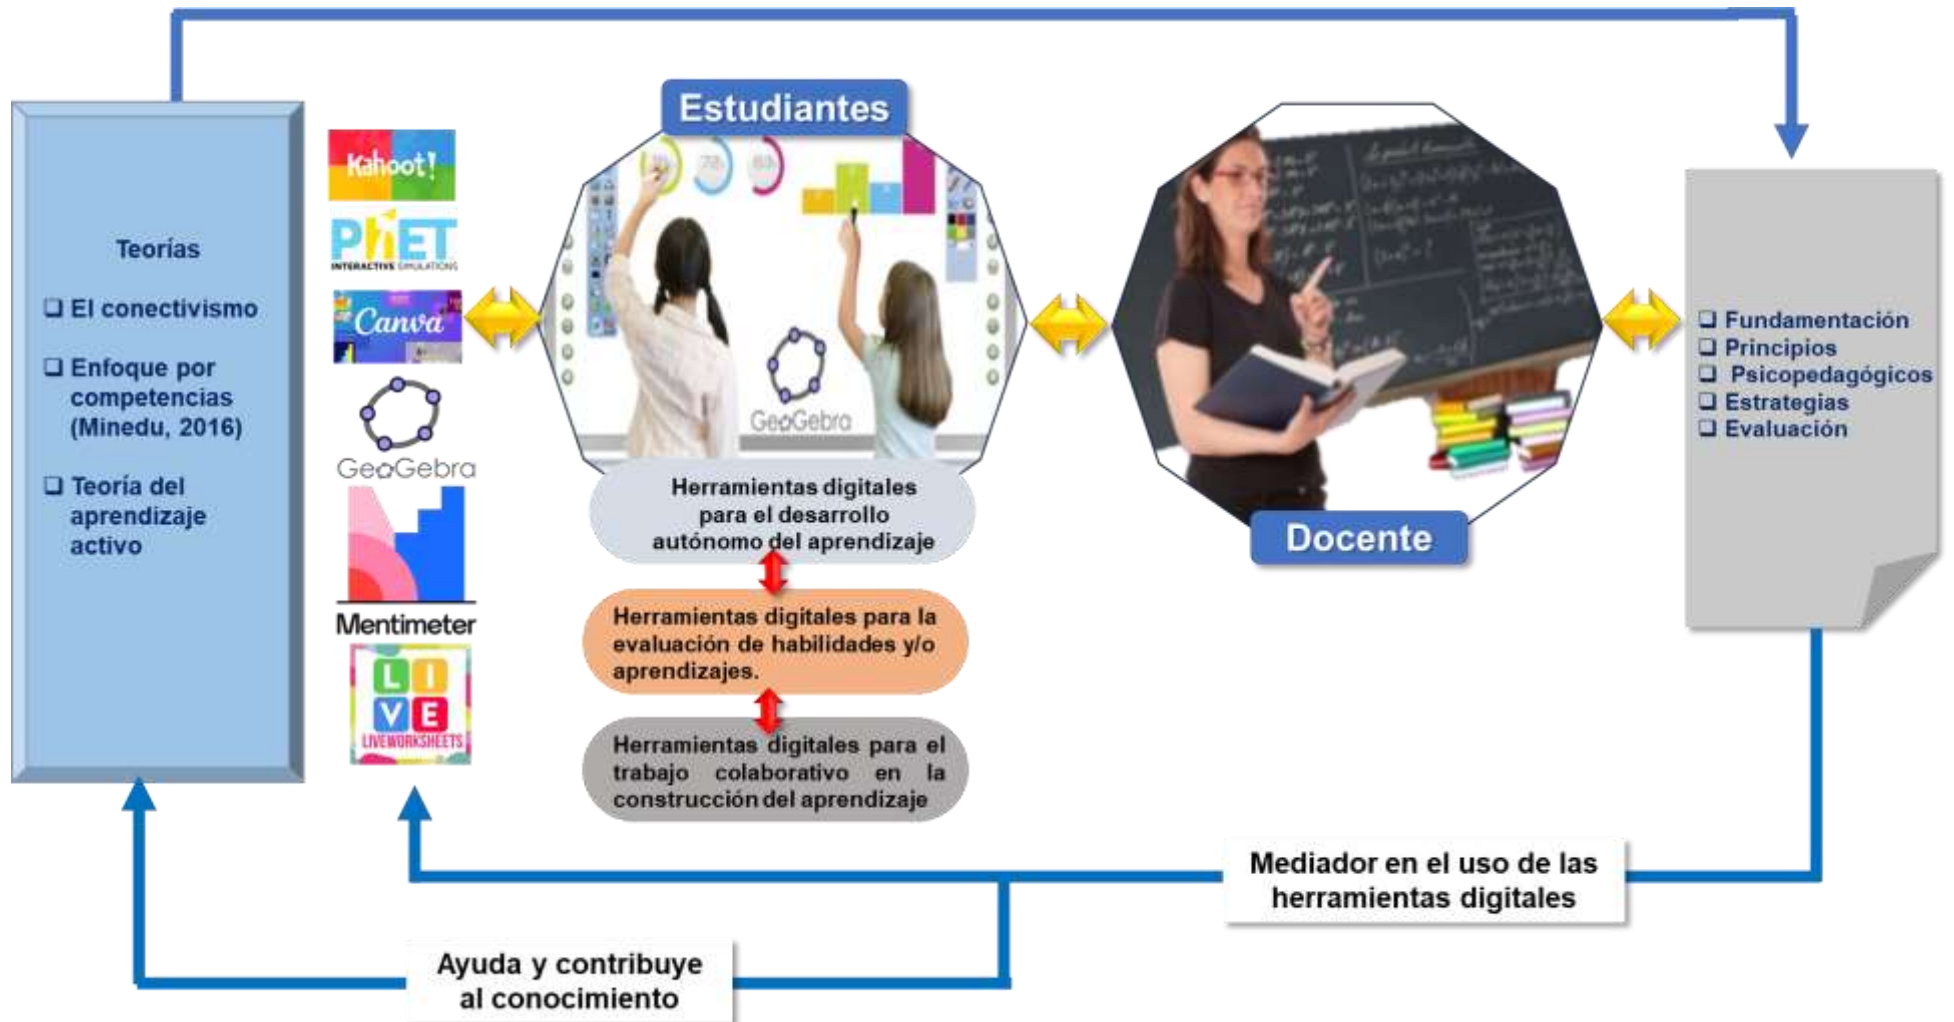 Teorías
❑ El conectivismo
❑ Enfoque por
competencias
(Minedu, 2016)
❑ Teoría del
aprendizaje
activo
Kahoot!
PhET
INTERACTIVE SIMULATIONS
Canva
GeoGebra
Mentimeter
LIVE
LIVEWORKSHEETS
Estudiantes
GeoGebra
Herramientas digitales
para el desarrollo
autónomo del aprendizaje
Herramientas digitales para la
evaluación de habilidades y/o
aprendizajes.
Herramientas digitales para el
trabajo colaborativo en la
construcción del aprendizaje
Docente
❑ Fundamentación
❑ Principios
❑ Psicopedagógicos
❑ Estrategias
❑ Evaluación
Mediador en el uso de las
herramientas digitales
Ayuda y contribuye
al conocimiento